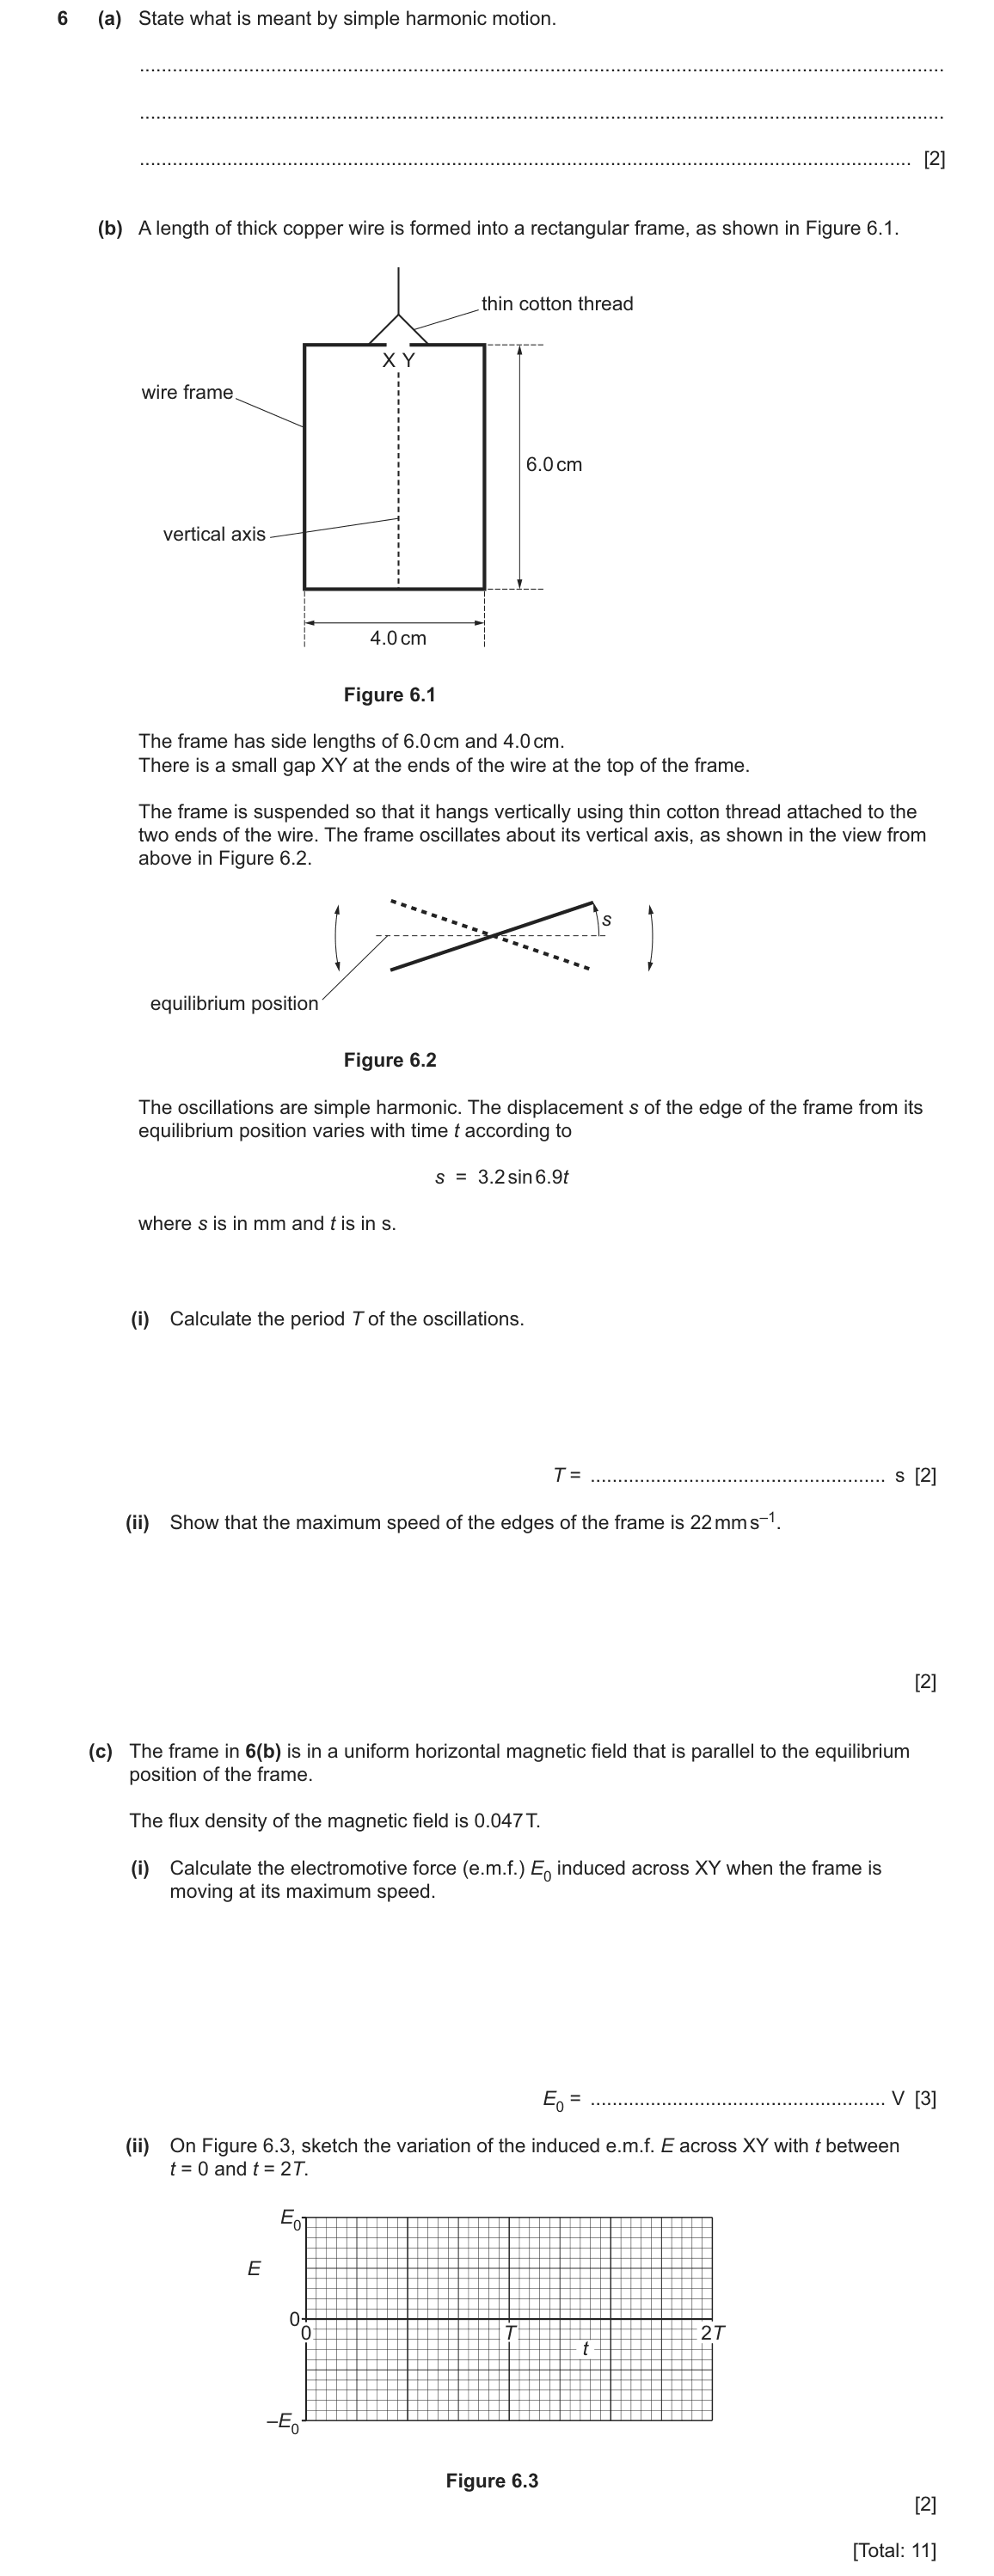 6 (a) State what is meant by simple harmonic motion.
..........
..........
.......... [2]
(b) A length of thick copper wire is formed into a rectangular frame, as shown in Figure 6.1.
thin cotton thread
X Y
wire frame
6.0 cm
vertical axis
4.0 cm
Figure 6.1
The frame has side lengths of 6.0 cm and 4.0 cm.
There is a small gap XY at the ends of the wire at the top of the frame.
The frame is suspended so that it hangs vertically using thin cotton thread attached to the
two ends of the wire. The frame oscillates about its vertical axis, as shown in the view from
above in Figure 6.2.
s
equilibrium position
Figure 6.2
The oscillations are simple harmonic. The displacement s of the edge of the frame from its
equilibrium position varies with time t according to
s = 3.2 sin 6.9t
where s is in mm and t is in s.
(i) Calculate the period T of the oscillations.
T = .......... s [2]
(ii) Show that the maximum speed of the edges of the frame is 22 mm s⁻¹.
[2]
(c) The frame in 6(b) is in a uniform horizontal magnetic field that is parallel to the equilibrium
position of the frame.
The flux density of the magnetic field is 0.047 T.
(i) Calculate the electromotive force (e.m.f.) E₀ induced across XY when the frame is
moving at its maximum speed.
E₀ = .......... V [3]
(ii) On Figure 6.3, sketch the variation of the induced e.m.f. E across XY with t between
t = 0 and t = 2T.
E₀
E
0
0 T 2T
t
–E₀
Figure 6.3
[2]
[Total: 11]